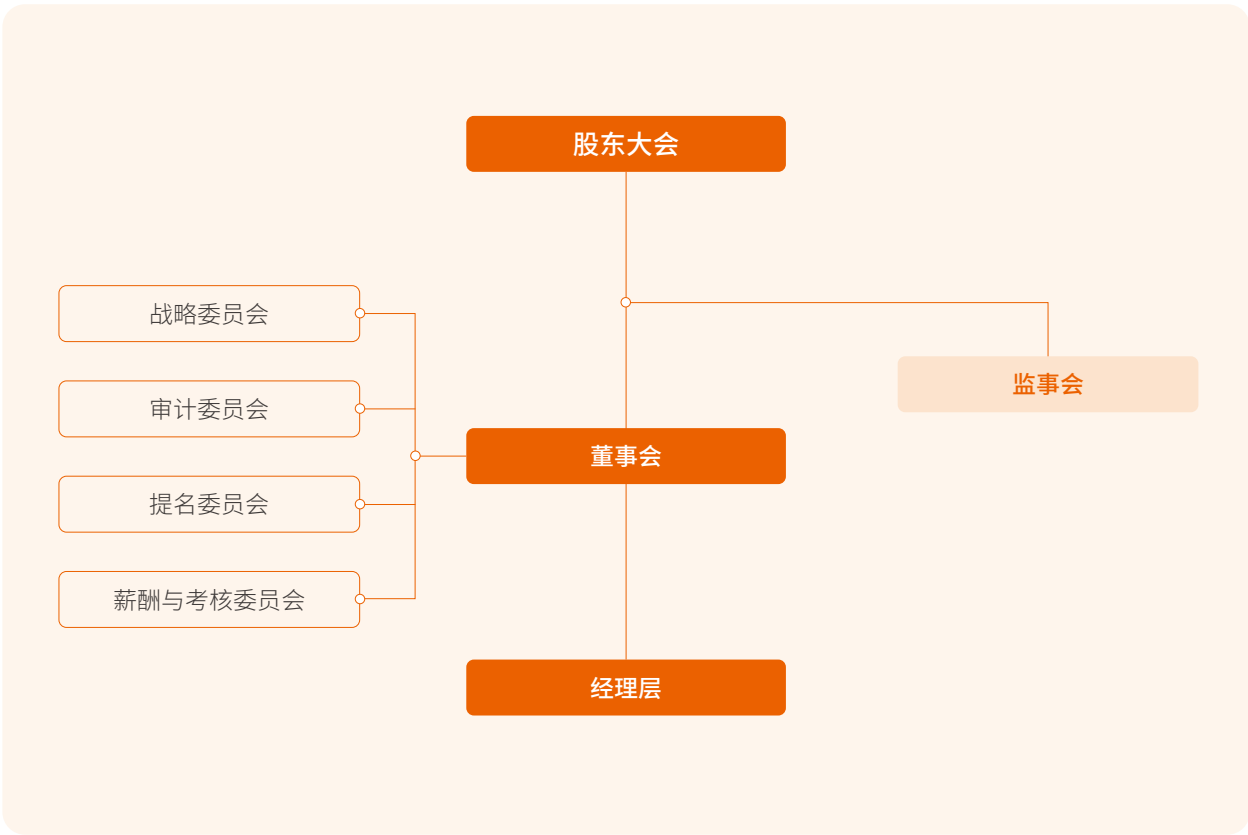 股东大会
战略委员会
监事会
审计委员会
董事会
提名委员会
薪酬与考核委员会
经理层